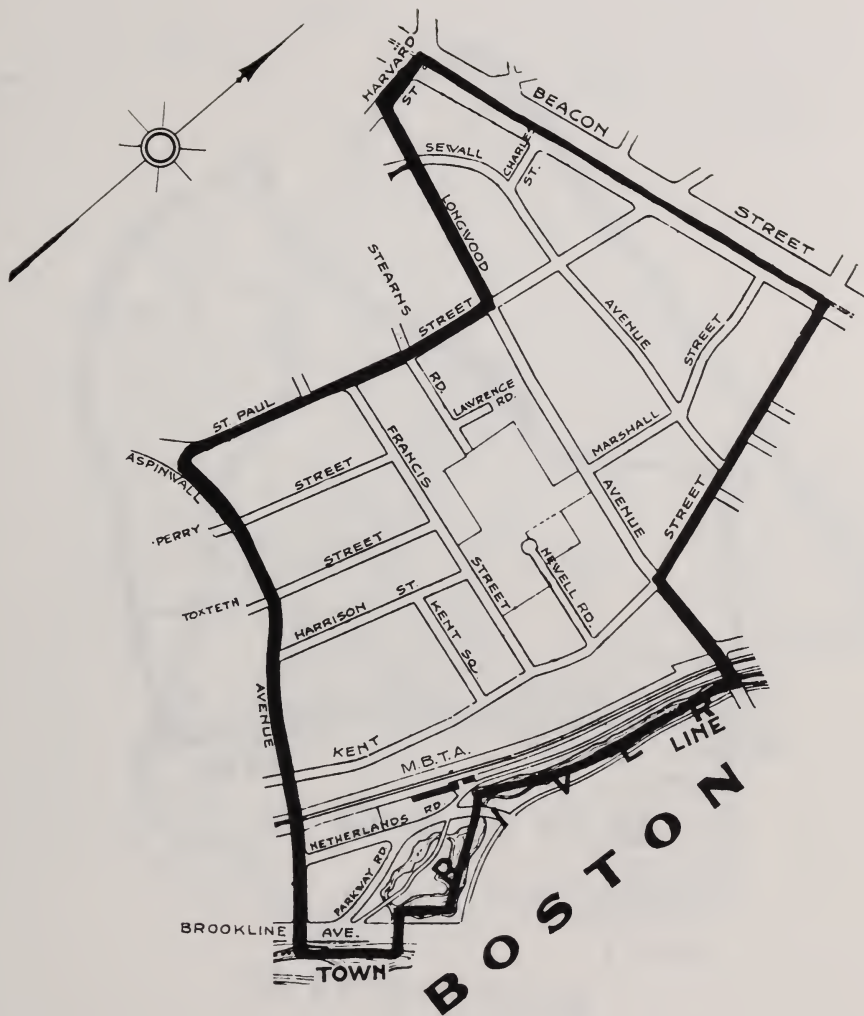 HARVARD
ST
BEACON
STREET
SEWALL
CHARLES
ST.
LONGWOOD
STEARNS
STREET
AVENUE
STREET
RD.
LAWRENCE
RD.
ST. PAUL
MARSHALL
FRANCIS
ASPINWALL
STREET
AVENUE
STREET
PERRY
STREET
NEWELL RD.
STREET
TOXTETH
HARRISON ST.
KENT SQ
AVENUE
KENT
M.B.T.A.
RIVER
LINE
NETHERLANDS RD
PARKWAY RD
BOSTON
BROOKLINE AVE.
TOWN